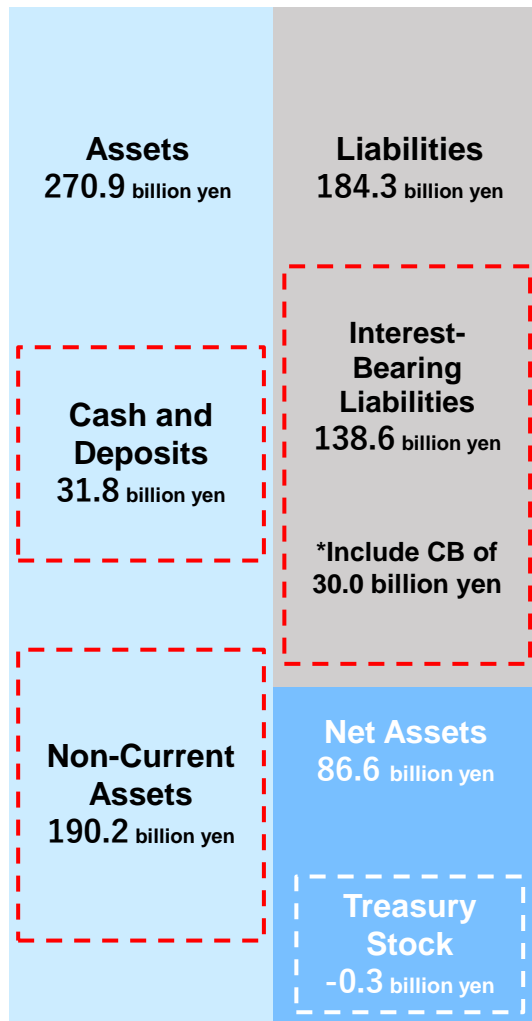 Assets
270.9 billion yen
Cash and
Deposits
31.8 billion yen
Non-Current
Assets
190.2 billion yen
Liabilities
184.3 billion yen
Interest-
Bearing
Liabilities
138.6 billion yen
*Include CB of
30.0 billion yen
Net Assets
86.6 billion yen
Treasury
Stock
-0.3 billion yen